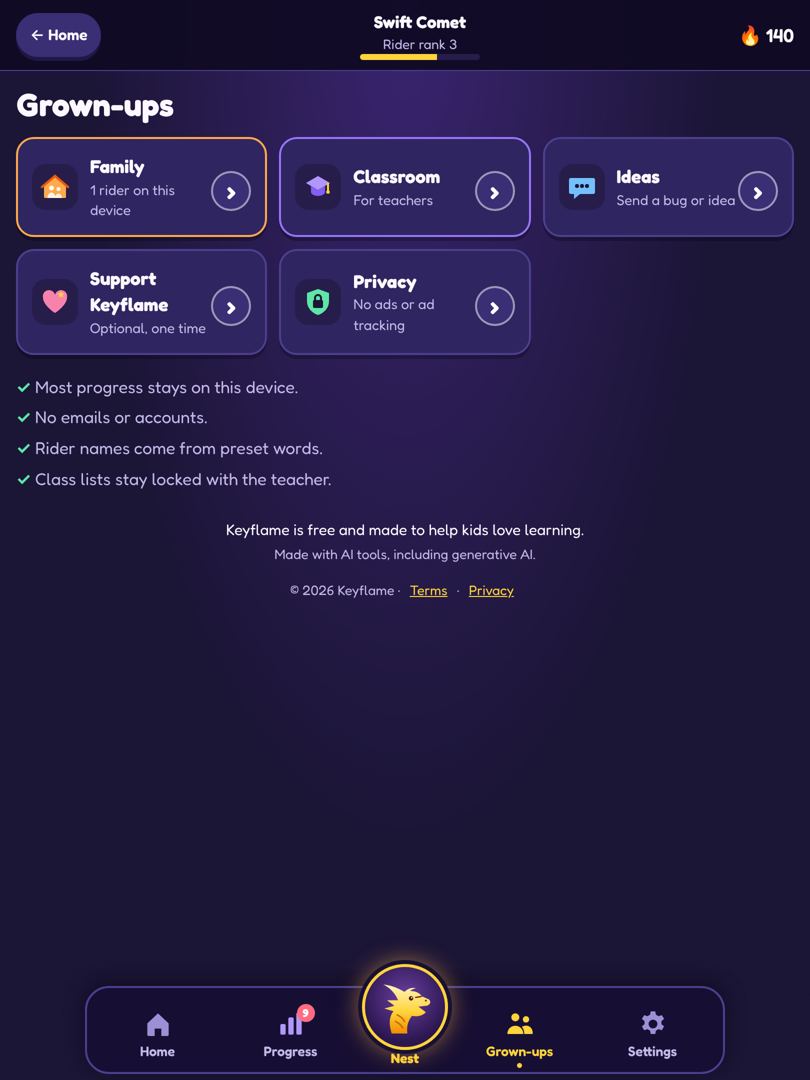 ← Home
Swift Comet
Rider rank 3
140
Grown-ups
Family
1 rider on this
device
Classroom
For teachers
Ideas
Send a bug or idea
Support
Keyflame
Optional, one time
Privacy
No ads or ad
tracking
Most progress stays on this device.
No emails or accounts.
Rider names come from preset words.
Class lists stay locked with the teacher.
Keyflame is free and made to help kids love learning.
Made with AI tools, including generative AI.
© 2026 Keyflame · Terms · Privacy
Home
9
Progress
Nest
Grown-ups
Settings